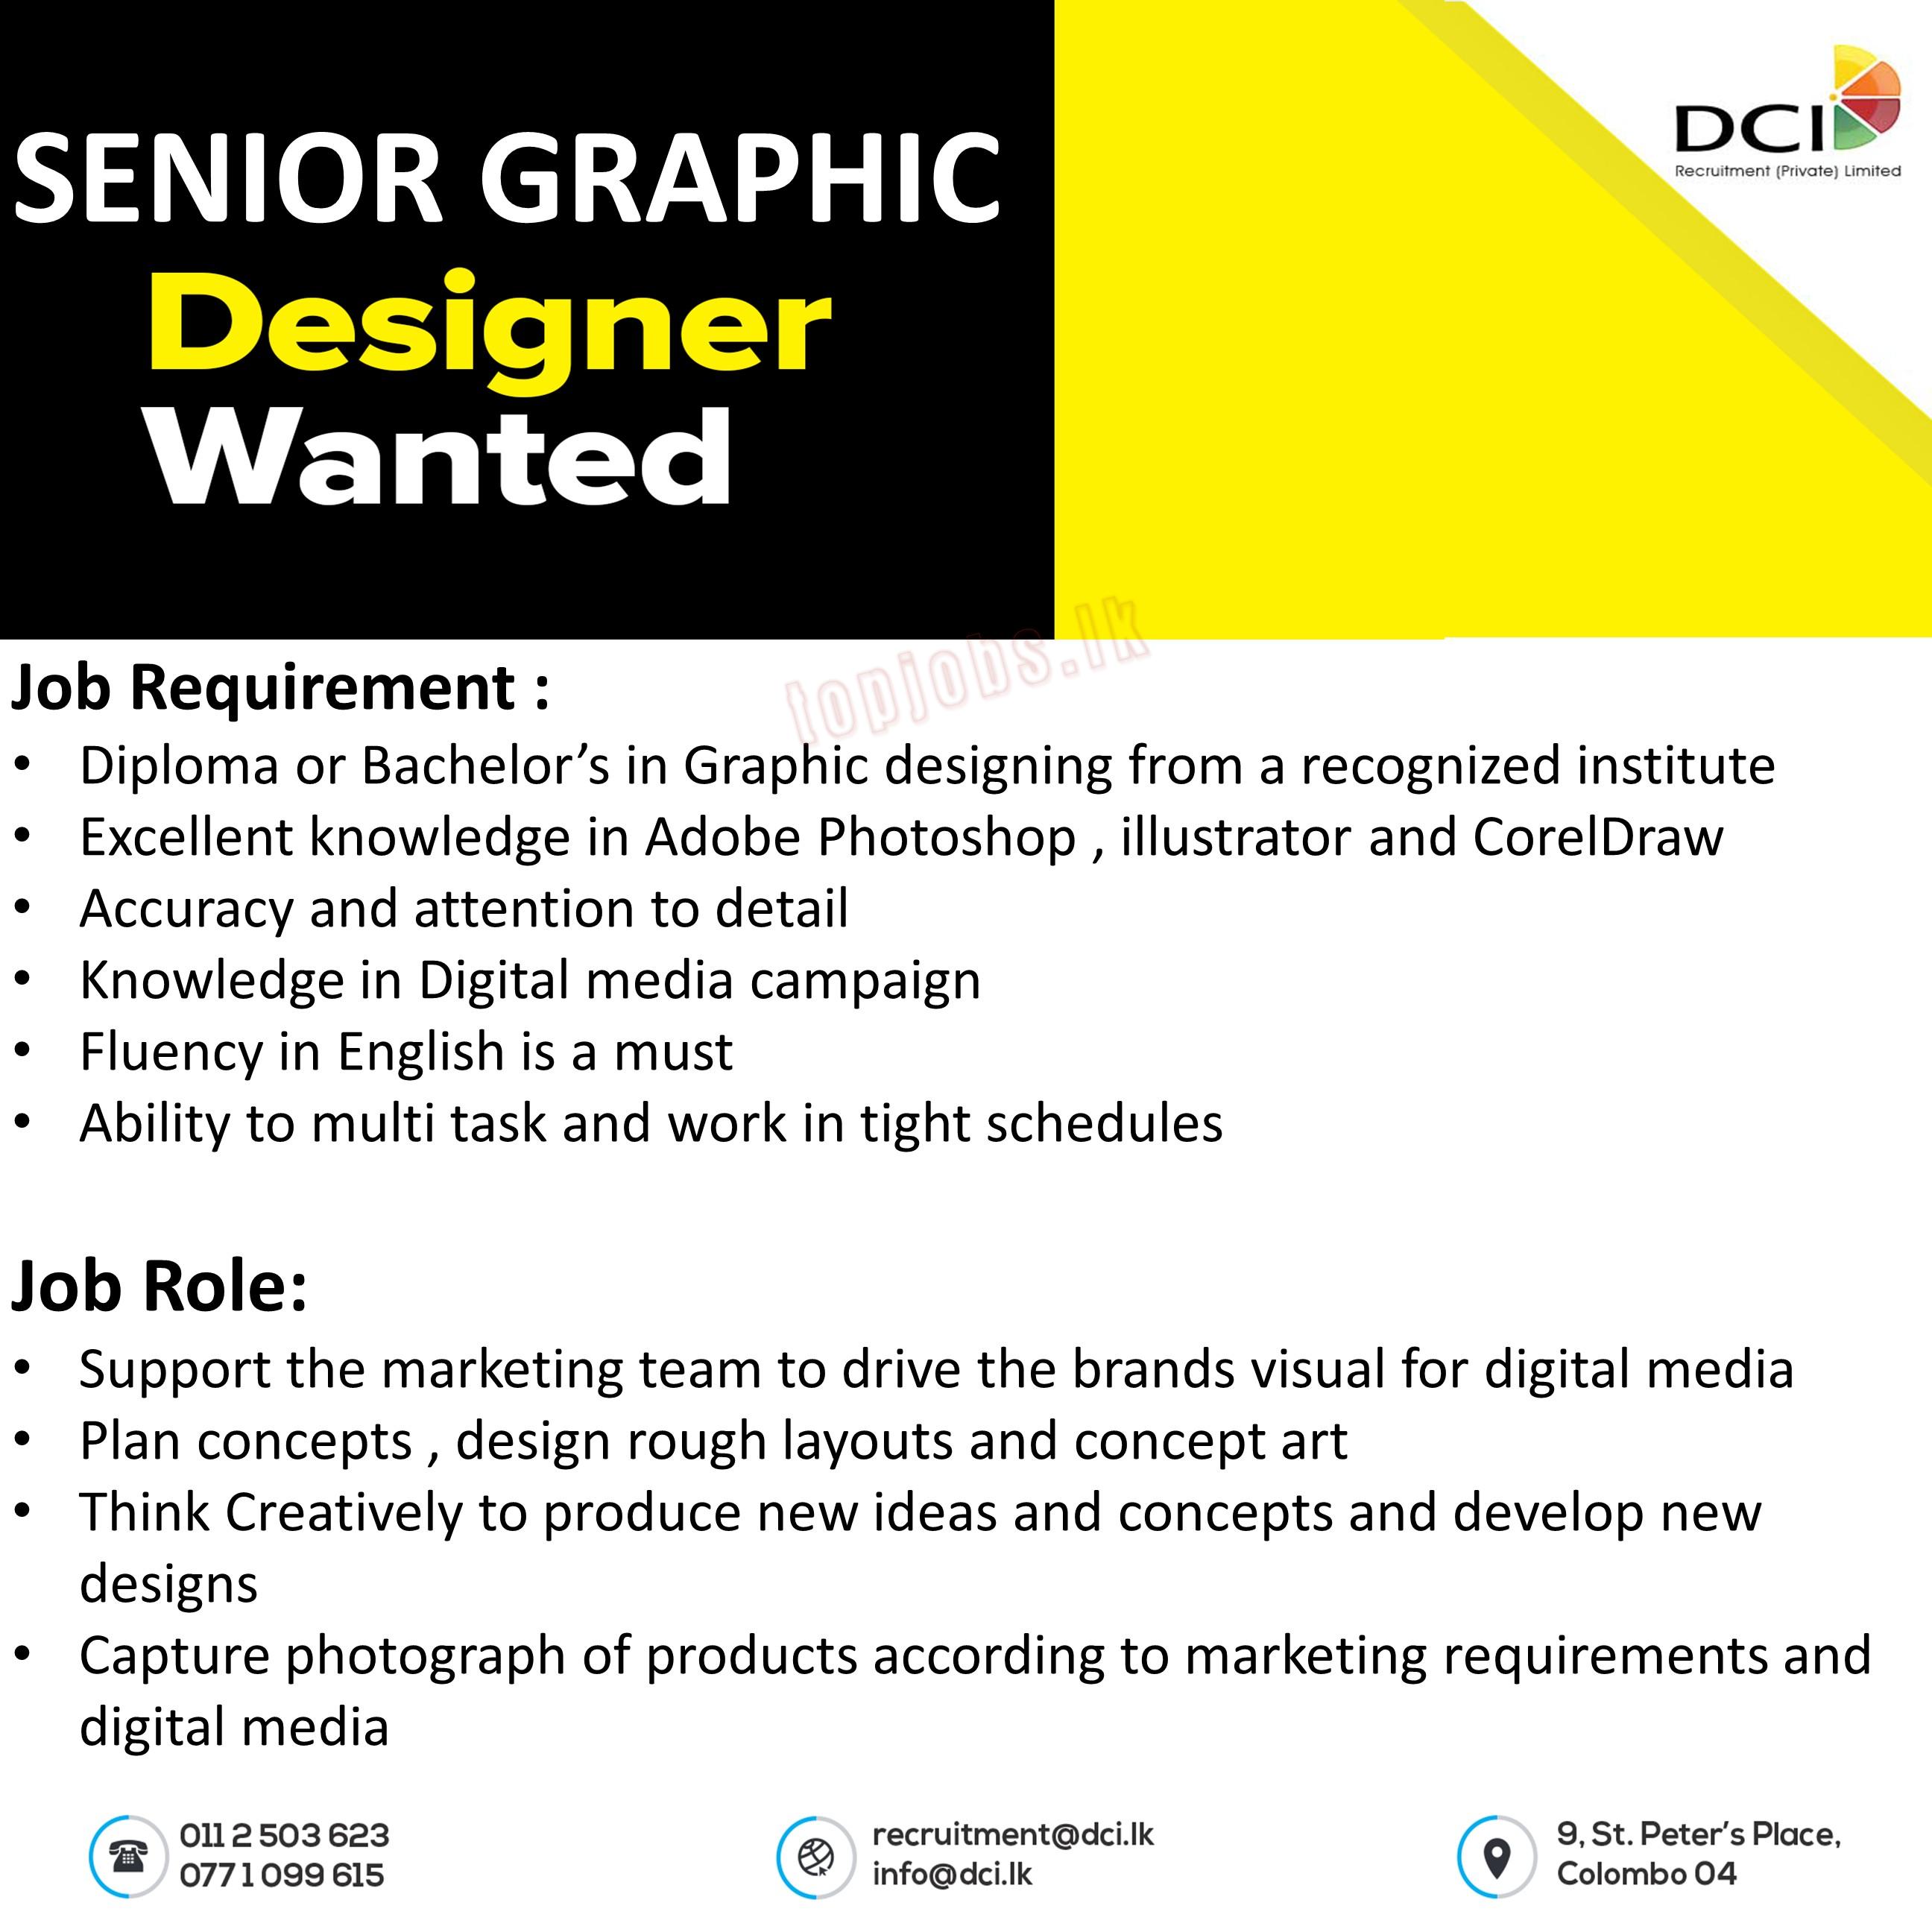 SENIOR GRAPHIC
Designer
Wanted
DCI
Recruitment (Private) Limited
topjobs.lk
Job Requirement :
• Diploma or Bachelor’s in Graphic designing from a recognized institute
• Excellent knowledge in Adobe Photoshop , illustrator and CorelDraw
• Accuracy and attention to detail
• Knowledge in Digital media campaign
• Fluency in English is a must
• Ability to multi task and work in tight schedules
Job Role:
• Support the marketing team to drive the brands visual for digital media
• Plan concepts , design rough layouts and concept art
• Think Creatively to produce new ideas and concepts and develop new
designs
• Capture photograph of products according to marketing requirements and
digital media
011 2 503 623
077 1 099 615
recruitment@dci.lk
info@dci.lk
9, St. Peter’s Place,
Colombo 04